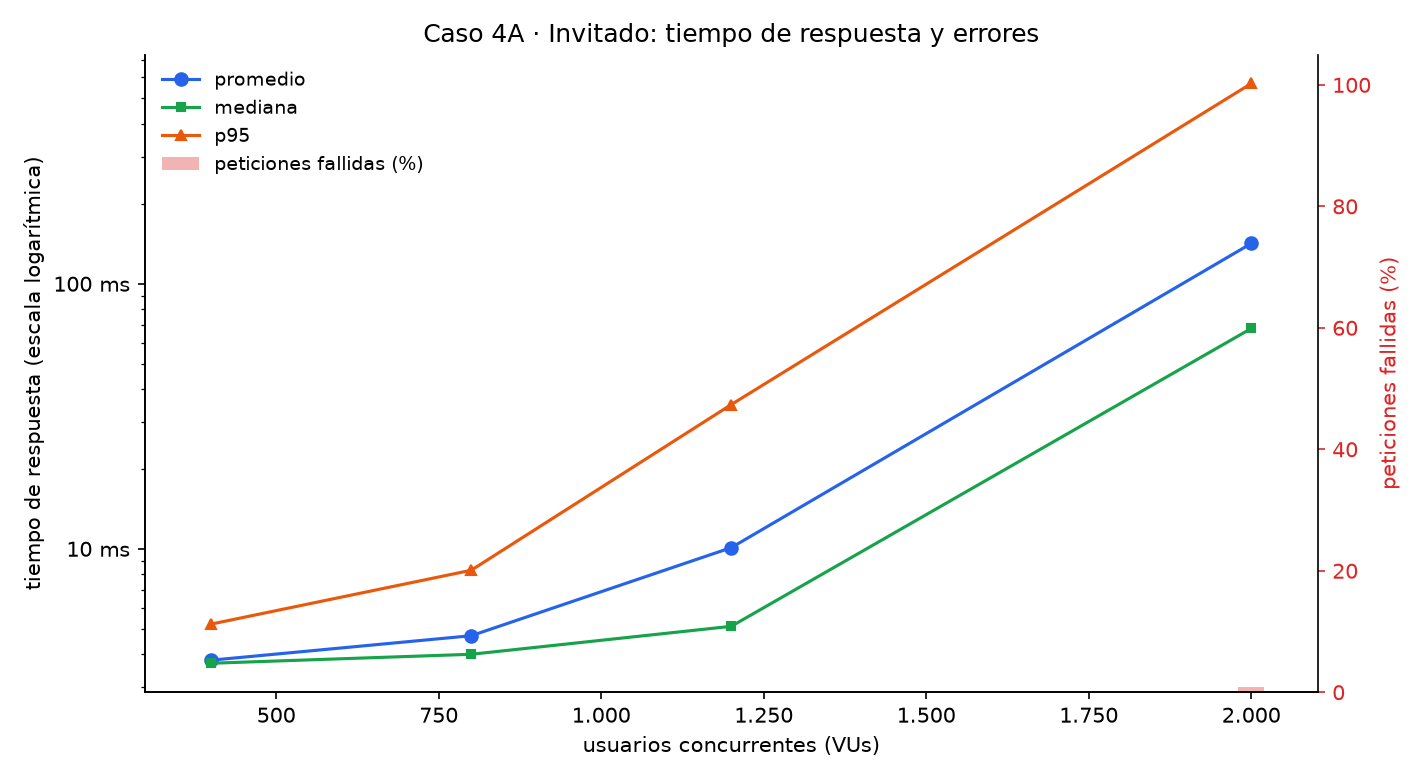 Caso 4A · Invitado: tiempo de respuesta y errores
promedio
mediana
p95
peticiones fallidas (%)
tiempo de respuesta (escala logarítmica)
100 ms
10 ms
100
80
60
40
20
0
peticiones fallidas (%)
500
750
1.000
1.250
1.500
1.750
2.000
usuarios concurrentes (VUs)